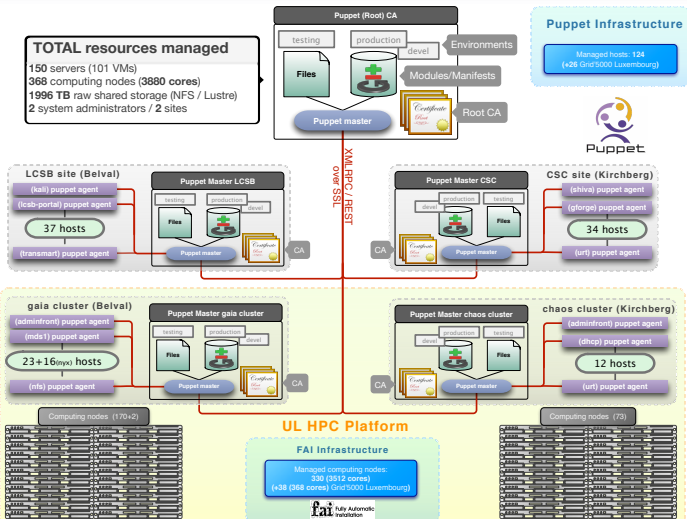 Puppet (Root) CA
testing
production
devel
Environments
Files
Modules/Manifests
Certificate
Root
Root CA
Puppet master
TOTAL resources managed
150 servers (101 VMs)
368 computing nodes (3880 cores)
1996 TB raw shared storage (NFS / Lustre)
2 system administrators / 2 sites
Puppet Infrastructure
Managed hosts: 124
(+26 Grid'5000 Luxembourg)
Puppet
XMLRPC / REST
over SSL
LCSB site (Belval)
(kali) puppet agent
(lcsb-portal) puppet agent
37 hosts
(transmart) puppet agent
Puppet Master LCSB
testing
production
devel
Files
Certificate
Puppet master
CA
Puppet Master CSC
production
testing
devel
Files
Certificate
Puppet master
CA
CSC site (Kirchberg)
(shiva) puppet agent
(gforge) puppet agent
34 hosts
(urt) puppet agent
gaia cluster (Belval)
(adminfront) puppet agent
(mds1) puppet agent
23+16(nyx) hosts
(nfs) puppet agent
Puppet Master gaia cluster
testing
production
devel
Files
Certificate
Puppet master
CA
Puppet Master chaos cluster
production
testing
devel
Files
Certificate
Puppet master
CA
chaos cluster (Kirchberg)
(adminfront) puppet agent
(dhcp) puppet agent
12 hosts
(urt) puppet agent
Computing nodes (170+2)
Computing nodes (73)
UL HPC Platform
FAI Infrastructure
Managed computing nodes:
330 (3512 cores)
(+38 (368 cores) Grid'5000 Luxembourg)
fai Fully Automatic
Installation